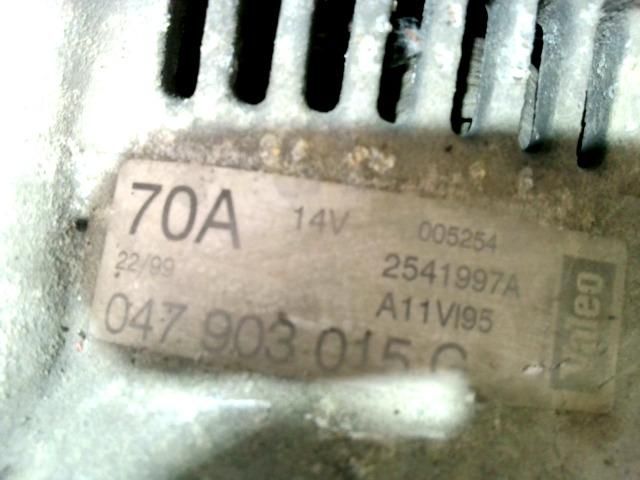 70A 14V 005254
22/99 2541997A
A11VI95
047 903 015 G
Valeo